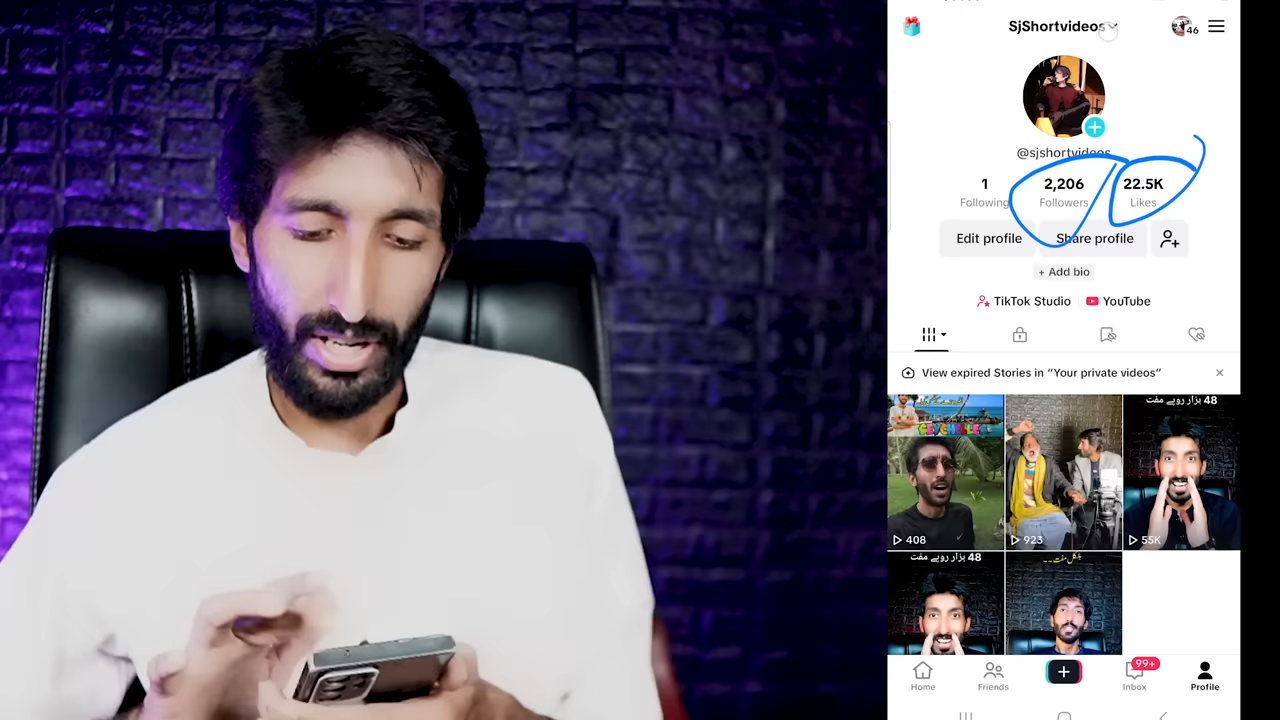 SjShortvideos
46
@sjshortvideos
1
2,206
22.5K
Following
Followers
Likes
Edit profile
Share profile
+ Add bio
TikTok Studio
YouTube
View expired Stories in “Your private videos”
48 ہزار روپے مفت
408
923
55K
48 ہزار روپے مفت
بالکل مفت۔۔
Home
Friends
99+
Inbox
Profile